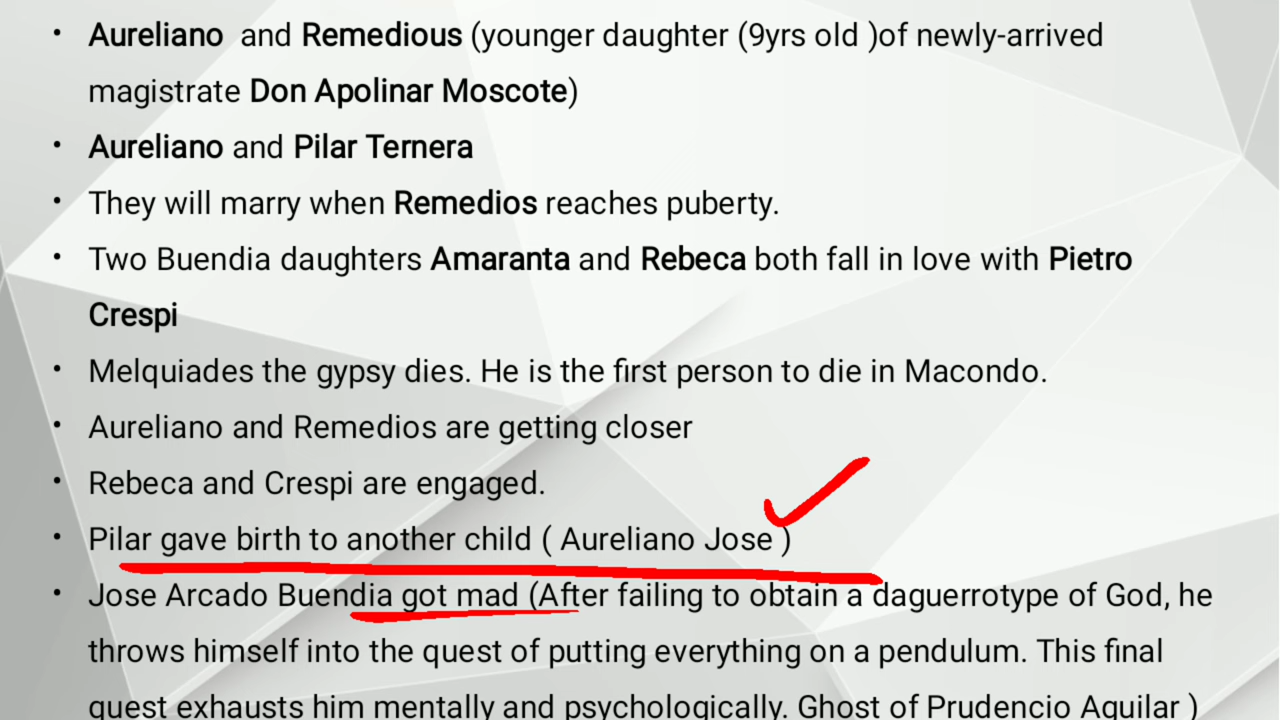 • Aureliano and Remedious (younger daughter (9yrs old )of newly-arrived
magistrate Don Apolinar Moscote)
• Aureliano and Pilar Ternera
• They will marry when Remedios reaches puberty.
• Two Buendia daughters Amaranta and Rebeca both fall in love with Pietro
Crespi
• Melquiades the gypsy dies. He is the first person to die in Macondo.
• Aureliano and Remedios are getting closer
• Rebeca and Crespi are engaged.
• Pilar gave birth to another child ( Aureliano Jose )
• Jose Arcado Buendia got mad (After failing to obtain a daguerrotype of God, he
throws himself into the quest of putting everything on a pendulum. This final
quest exhausts him mentally and psychologically. Ghost of Prudencio Aguilar )